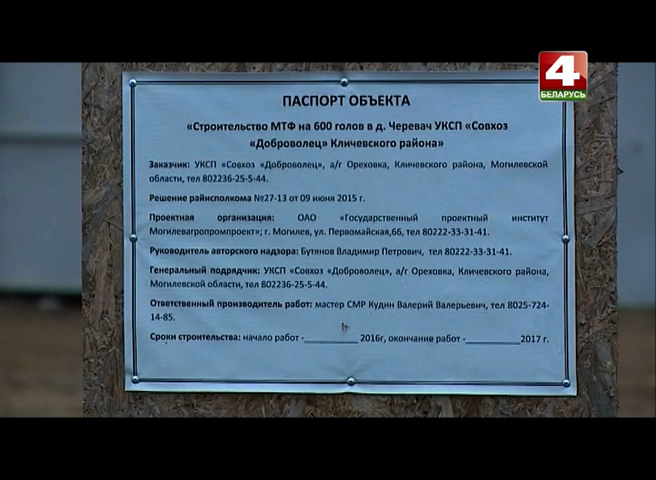 4
БЕЛАРУСЬ
ПАСПОРТ ОБЪЕКТА
«Строительство МТФ на 600 голов в д. Черевач УКСП «Совхоз
«Доброволец» Кличевского района»
Заказчик: УКСП «Совхоз «Доброволец», а/г Ореховка, Кличевского района, Могилевской
области, тел 802236-25-5-44.
Решение райисполкома №27-13 от 09 июня 2015 г.
Проектная организация: ОАО «Государственный проектный институт
Могилевагропромпроект»; г. Могилев, ул. Первомайская,66, тел 80222-33-31-41.
Руководитель авторского надзора: Бутянов Владимир Петрович, тел 80222-33-31-41.
Генеральный подрядчик: УКСП «Совхоз «Доброволец», а/г Ореховка, Кличевского района,
Могилевской области, тел 802236-25-5-44.
Ответственный производитель работ: мастер СМР Кудин Валерий Валерьевич, тел 8025-724-
14-85.
Сроки строительства: начало работ -__________ 2016г, окончание работ -__________2017 г.